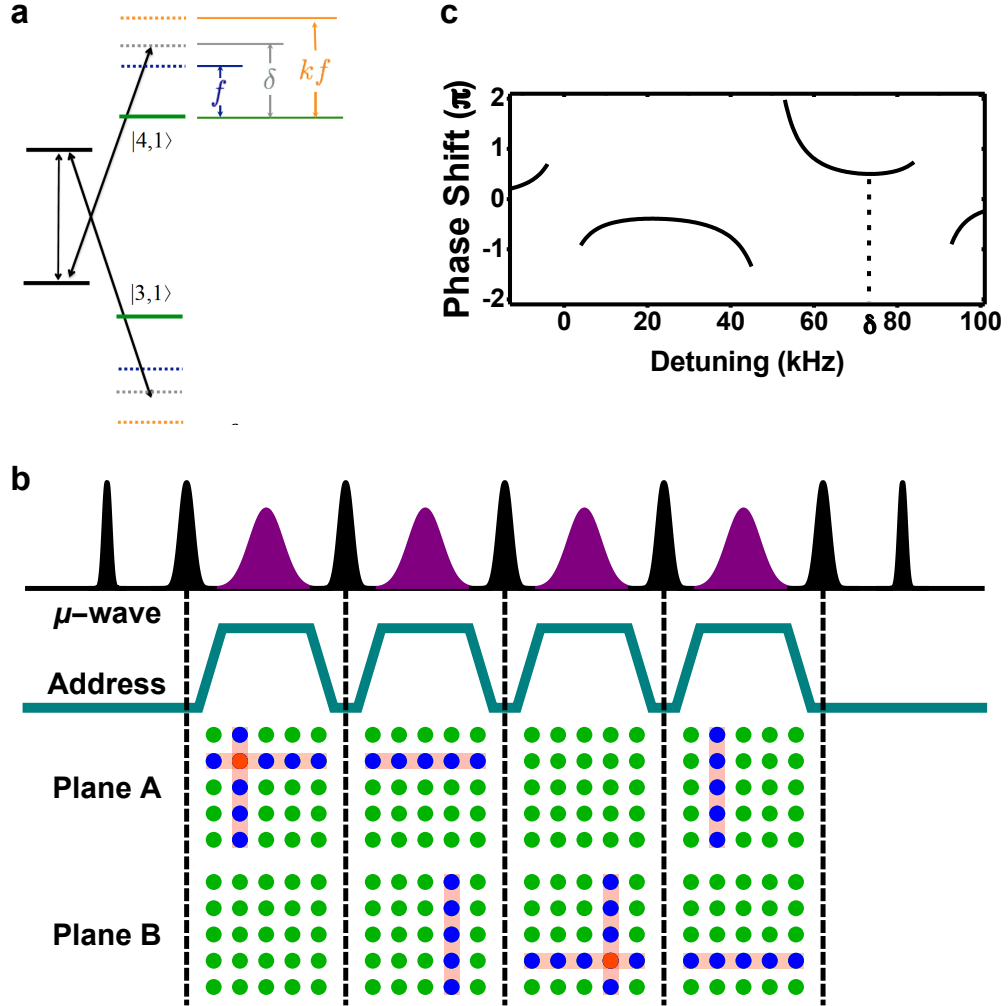 a
kf
δ
f
|4,1⟩
|3,1⟩
c
Phase Shift (π)
2
1
0
-1
-2
0
20
40
60
δ
80
100
Detuning (kHz)
b
μ–wave
Address
Plane A
Plane B